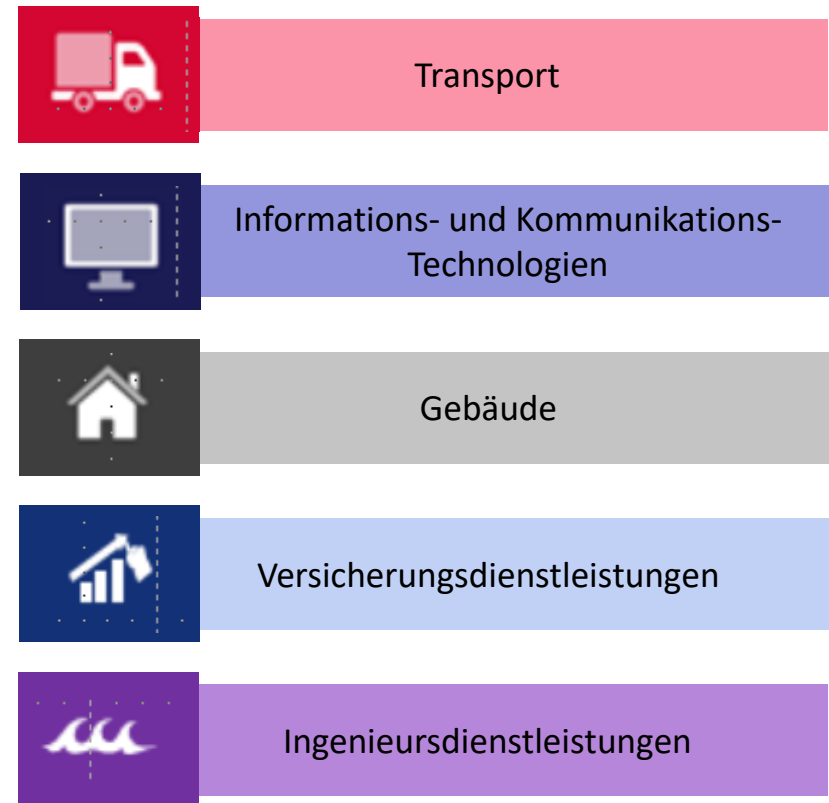 Transport
Informations- und Kommunikations-
Technologien
Gebäude
Versicherungsdienstleistungen
Ingenieursdienstleistungen